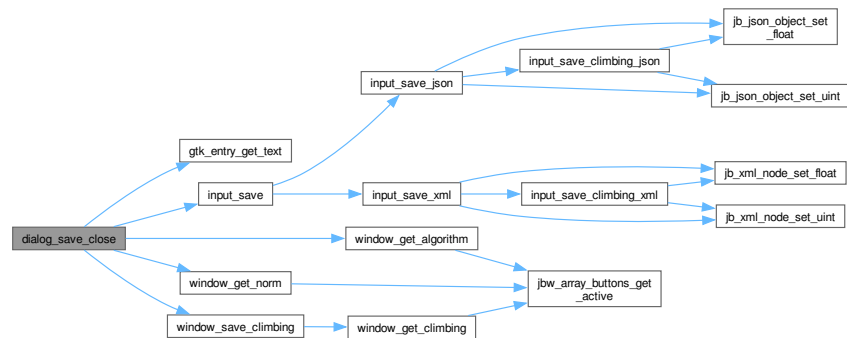 dialog_save_close
gtk_entry_get_text
input_save
window_get_algorithm
window_get_norm
window_save_climbing
input_save_json
input_save_xml
window_get_climbing
input_save_climbing_json
input_save_climbing_xml
jbw_array_buttons_get
_active
jb_json_object_set
_float
jb_json_object_set_uint
jb_xml_node_set_float
jb_xml_node_set_uint